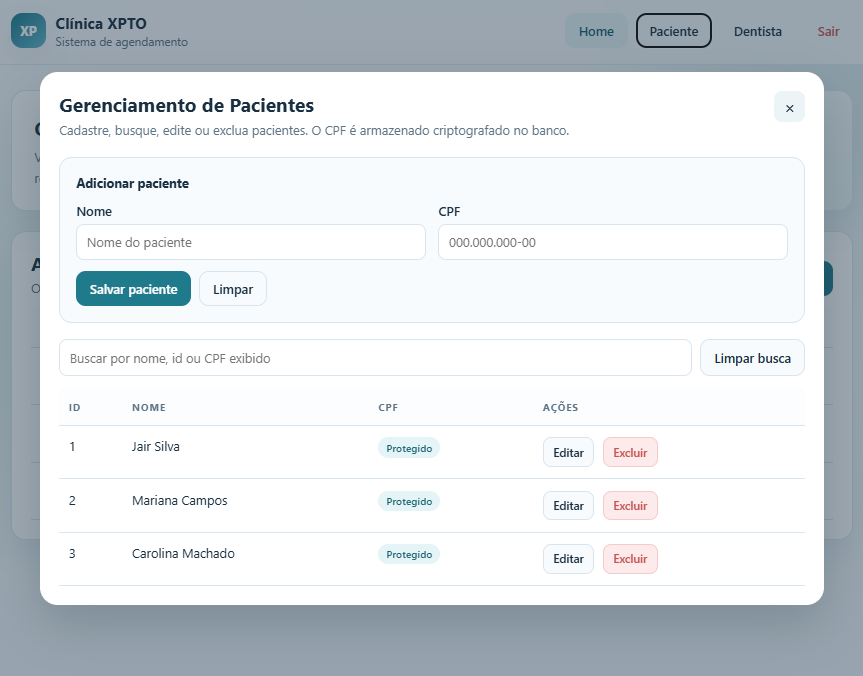 XP
Clínica XPTO
Sistema de agendamento
Home
Paciente
Dentista
Sair
Gerenciamento de Pacientes
×
Cadastre, busque, edite ou exclua pacientes. O CPF é armazenado criptografado no banco.
Adicionar paciente
Nome
CPF
Nome do paciente
000.000.000-00
Salvar paciente
Limpar
Buscar por nome, id ou CPF exibido
Limpar busca
ID NOME CPF AÇÕES
1 Jair Silva Protegido Editar Excluir
2 Mariana Campos Protegido Editar Excluir
3 Carolina Machado Protegido Editar Excluir